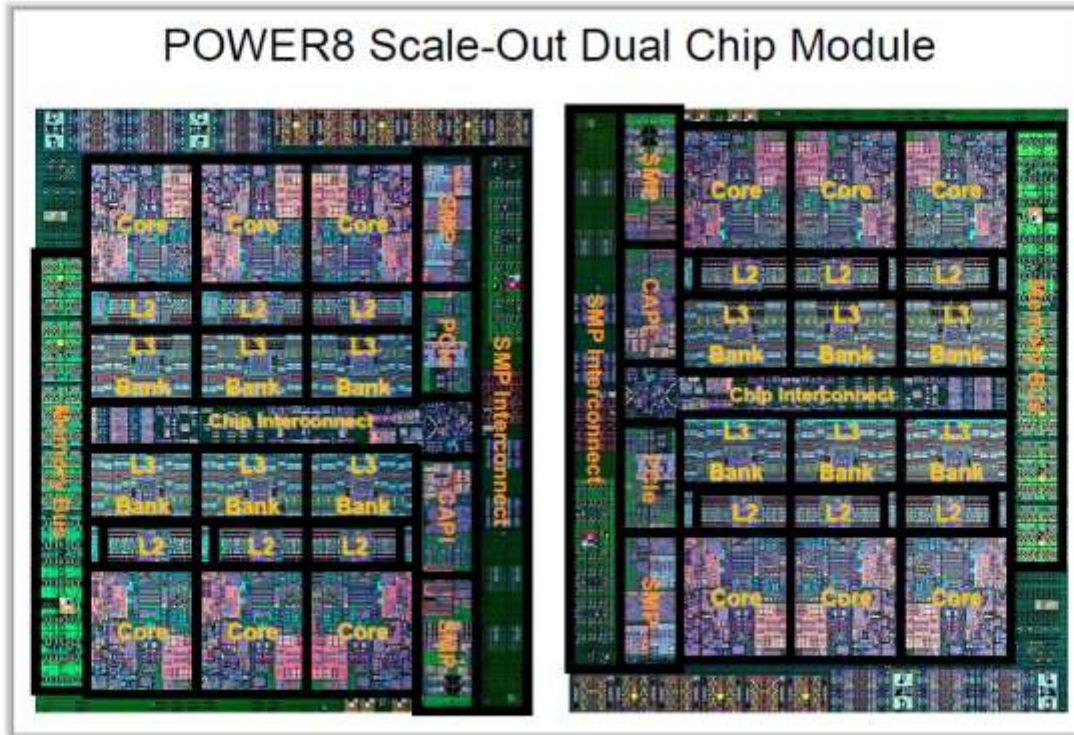 POWER8 Scale-Out Dual Chip Module
Core Core Core
SMP
L2 L2 L2
PCIe
L3 L3 L3
Bank Bank Bank
Chip Interconnect
SMP Interconnect
Memory Bus
L3 L3 L3
Bank Bank Bank
CAPI
L2 L2 L2
Core Core Core
SMP
SMP
Core Core Core
L2 L2 L2
CAPI
L3 L3 L3
Bank Bank Bank
SMP Interconnect
Chip Interconnect
Memory Bus
L3 L3 L3
Bank Bank Bank
PCIe
L2 L2 L2
SMP
Core Core Core